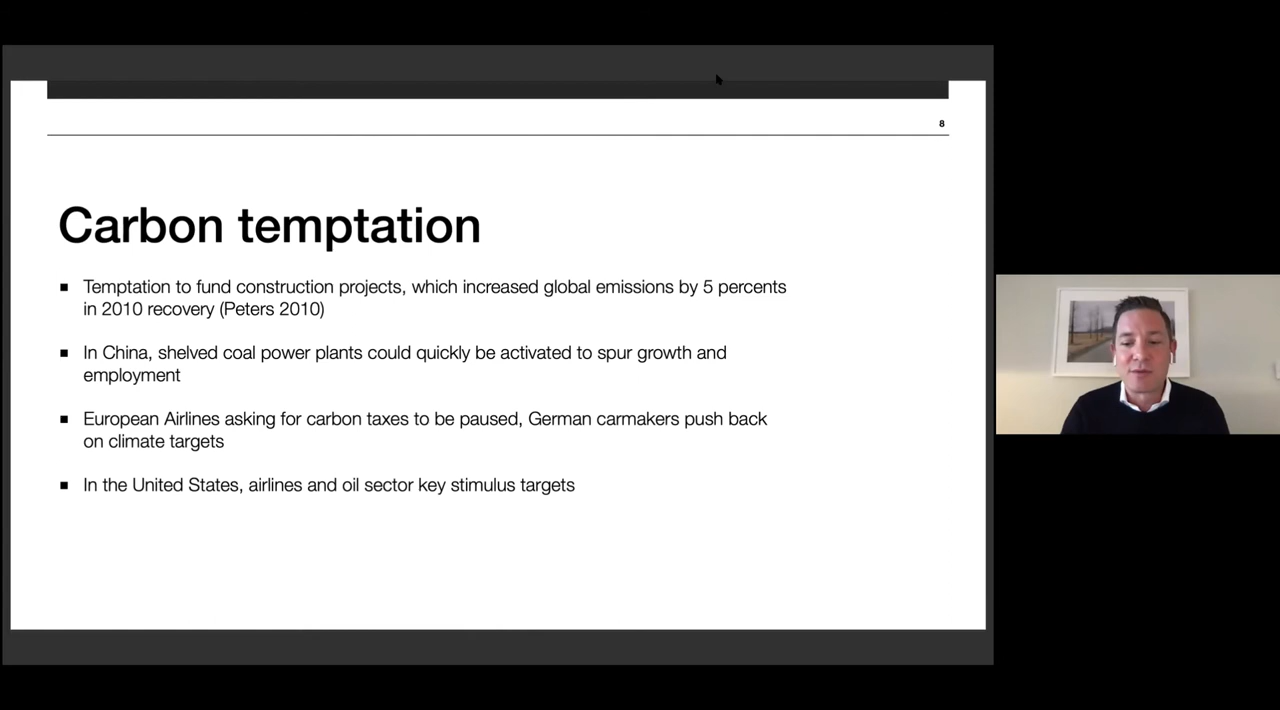 8
Carbon temptation
▪ Temptation to fund construction projects, which increased global emissions by 5 percents
in 2010 recovery (Peters 2010)
▪ In China, shelved coal power plants could quickly be activated to spur growth and
employment
▪ European Airlines asking for carbon taxes to be paused, German carmakers push back
on climate targets
▪ In the United States, airlines and oil sector key stimulus targets